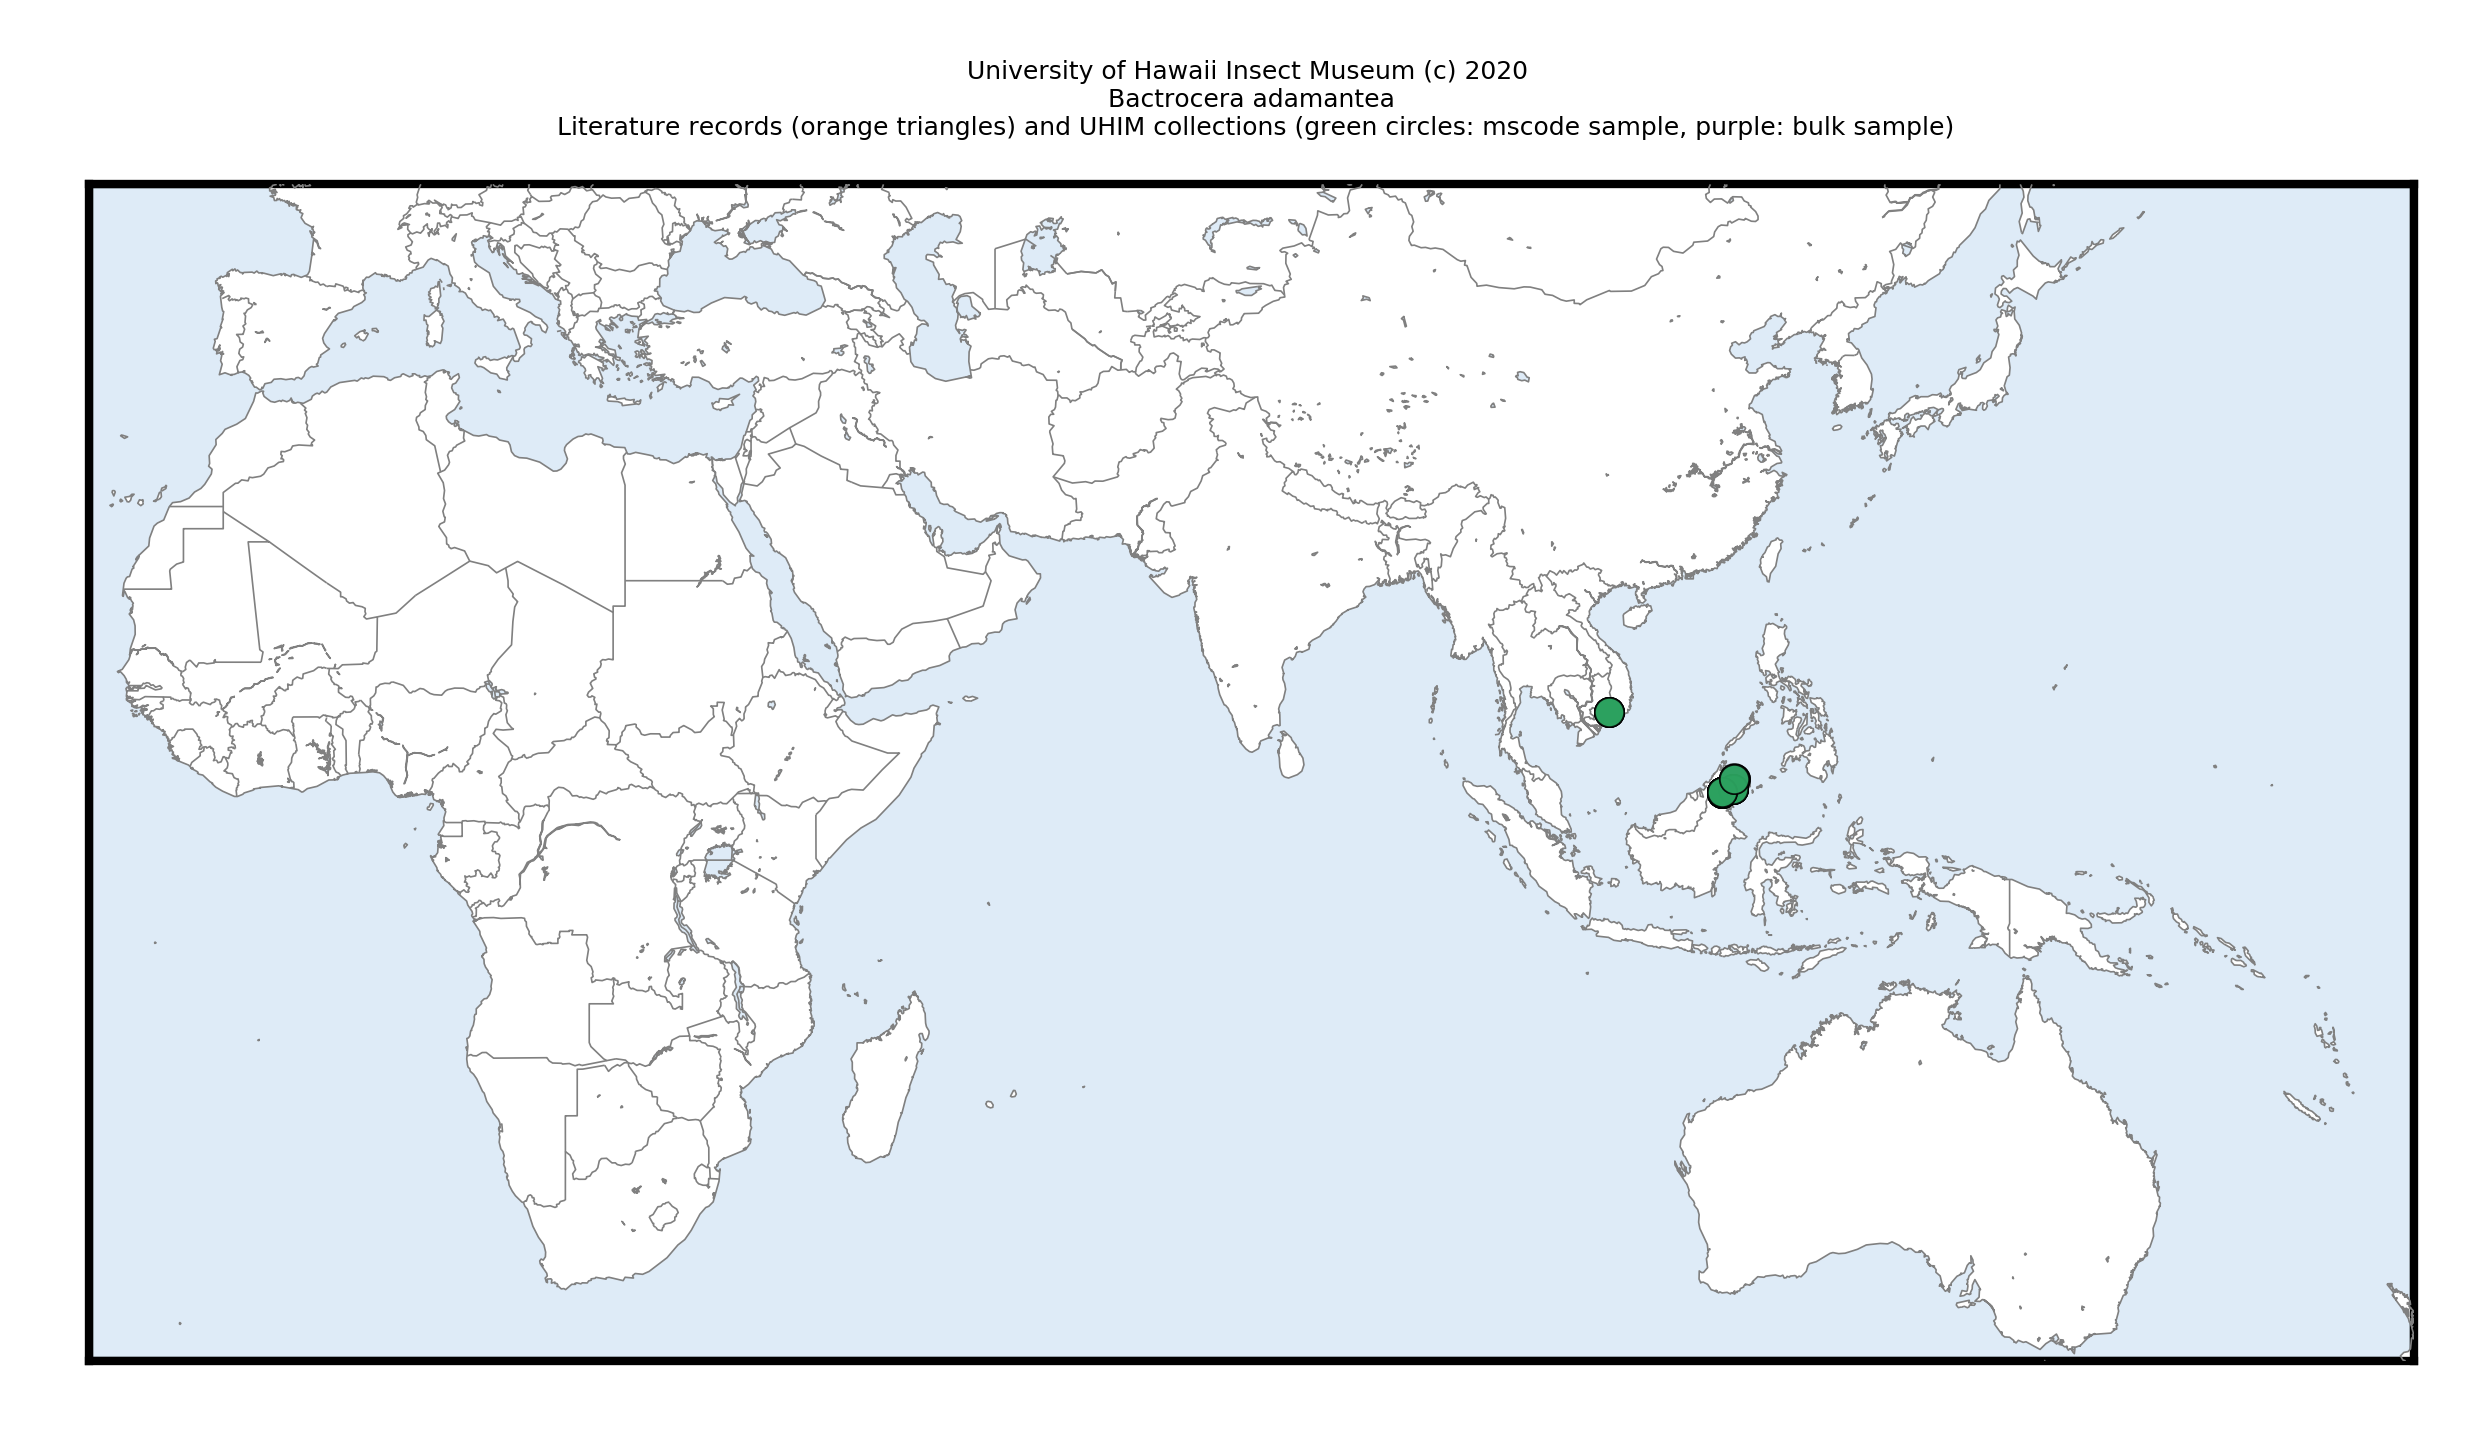 University of Hawaii Insect Museum (c) 2020
Bactrocera adamantea
Literature records (orange triangles) and UHIM collections (green circles: mscode sample, purple: bulk sample)